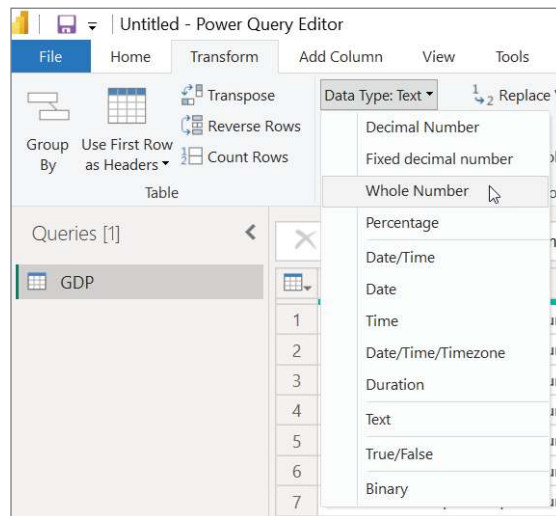 Untitled - Power Query Editor
File Home Transform Add Column View Tools
Transpose Data Type: Text Replace
Reverse Rows
Group By Use First Row as Headers Count Rows
Table
Decimal Number
Fixed decimal number
Whole Number
Percentage
Date/Time
Date
Time
Date/Time/Timezone
Duration
Text
True/False
Binary
Queries [1]
GDP
1
2
3
4
5
6
7